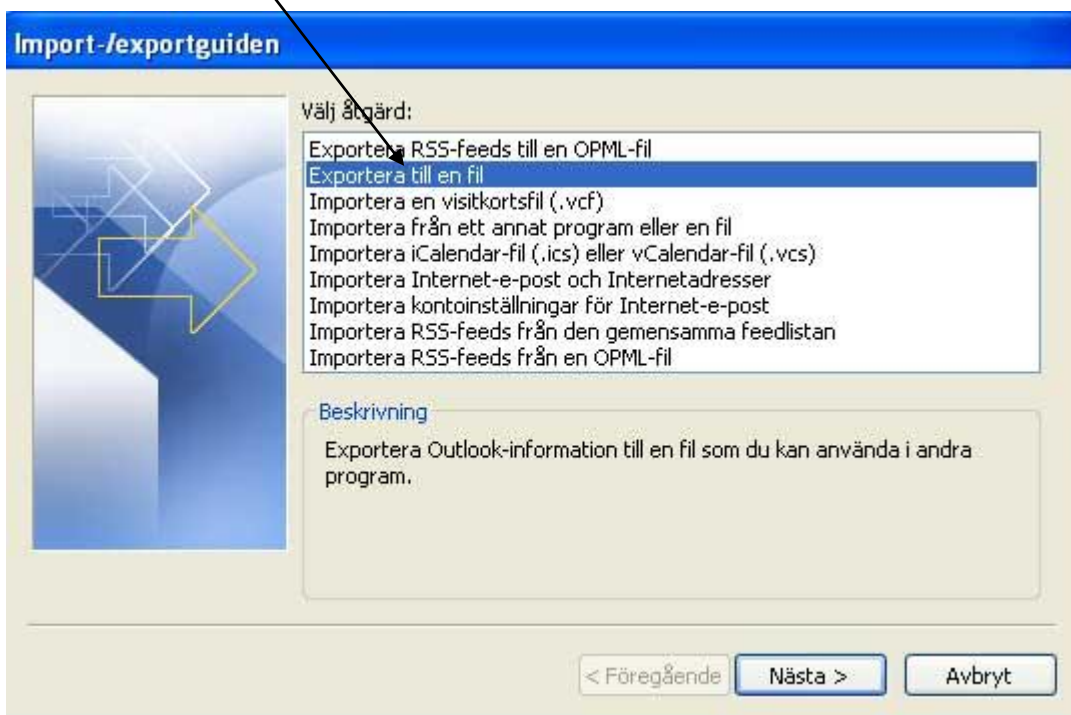 Import-/exportguiden
Välj åtgärd:
Exportera RSS-feeds till en OPML-fil
Exportera till en fil
Importera en visitkortsfil (.vcf)
Importera från ett annat program eller en fil
Importera iCalendar-fil (.ics) eller vCalendar-fil (.vcs)
Importera Internet-e-post och Internetadresser
Importera kontoinställningar för Internet-e-post
Importera RSS-feeds från den gemensamma feedlistan
Importera RSS-feeds från en OPML-fil
Beskrivning
Exportera Outlook-information till en fil som du kan använda i andra
program.
< Föregående Nästa > Avbryt